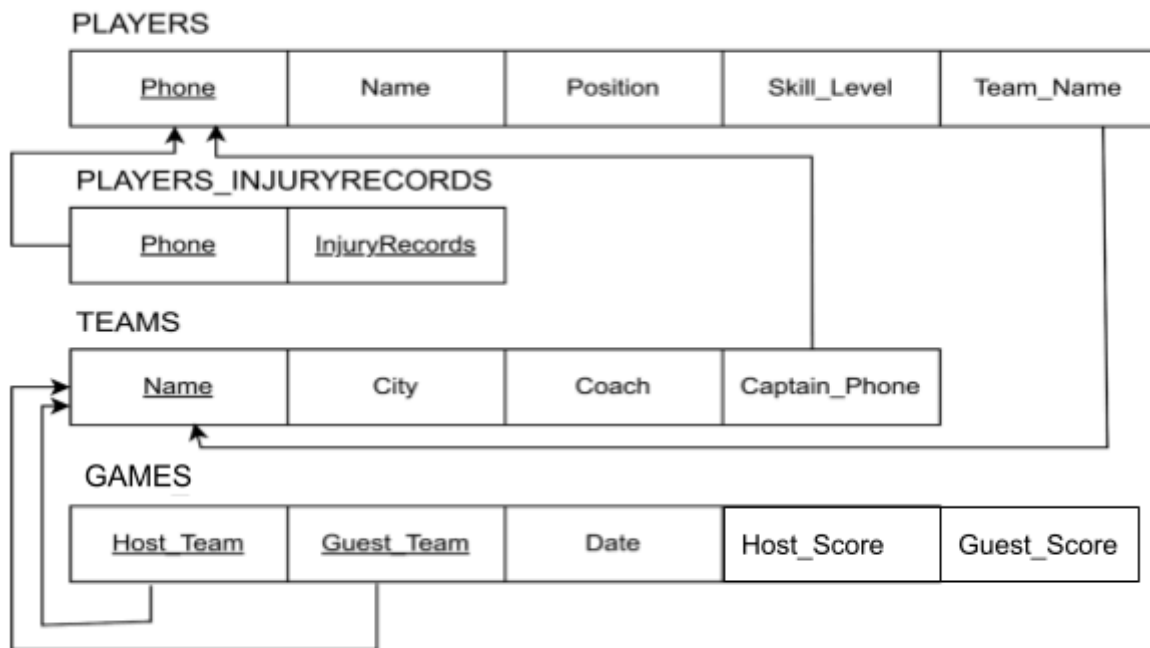 PLAYERS
Phone Name Position Skill_Level Team_Name
PLAYERS_INJURYRECORDS
Phone InjuryRecords
TEAMS
Name City Coach Captain_Phone
GAMES
Host_Team Guest_Team Date Host_Score Guest_Score